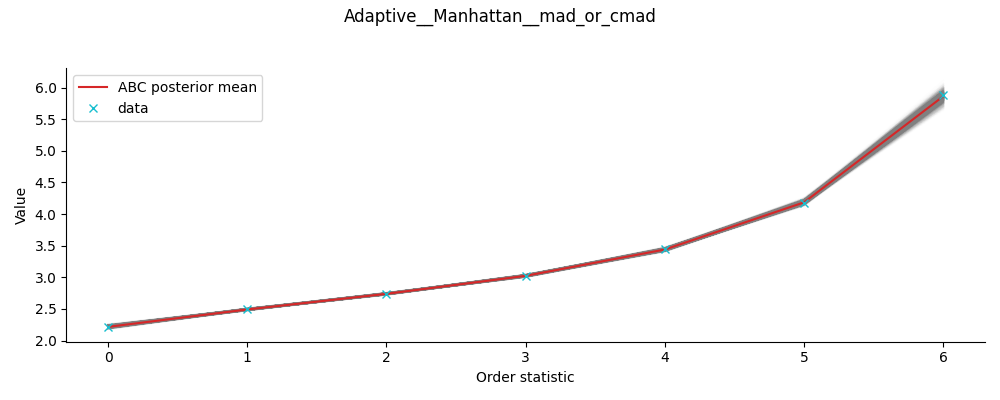 Adaptive__Manhattan__mad_or_cmad
ABC posterior mean
data
6.0
5.5
5.0
4.5
4.0
3.5
3.0
2.5
2.0
Value
0 1 2 3 4 5 6
Order statistic